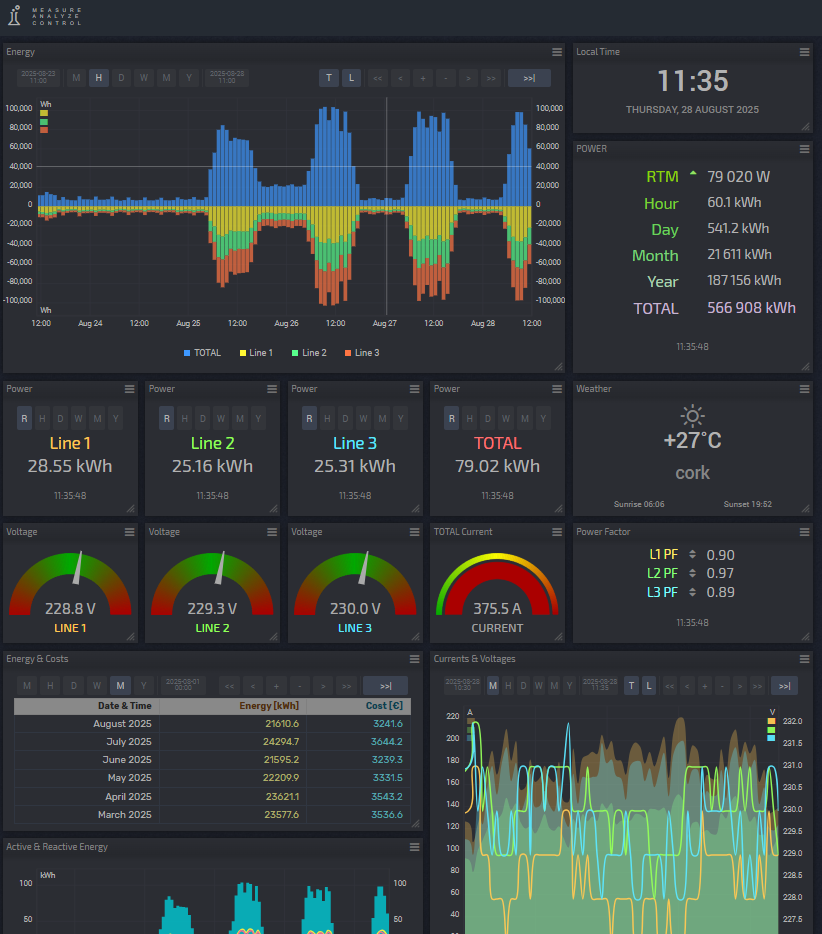 MEASURE
ANALYZE
CONTROL
Energy
2025-08-23
11:00
M H D W M Y
2025-08-28
11:00
T L << < + - > >> >>|
Wh
100,000 100,000
80,000 80,000
60,000 60,000
40,000 40,000
20,000 20,000
0 0
-20,000 -20,000
-40,000 -40,000
-60,000 -60,000
-80,000 -80,000
-100,000 -100,000
Wh
12:00 Aug 24 12:00 Aug 25 12:00 Aug 26 12:00 Aug 27 12:00 Aug 28 12:00
TOTAL Line 1 Line 2 Line 3
Local Time
11:35
THURSDAY, 28 AUGUST 2025
POWER
RTM 79 020 W
Hour 60.1 kWh
Day 541.2 kWh
Month 21 611 kWh
Year 187 156 kWh
TOTAL 566 908 kWh
11:35:48
Power
R H D W M Y
Line 1
28.55 kWh
11:35:48
Power
R H D W M Y
Line 2
25.16 kWh
11:35:48
Power
R H D W M Y
Line 3
25.31 kWh
11:35:48
Power
R H D W M Y
TOTAL
79.02 kWh
11:35:48
Weather
+27°C
cork
Sunrise 06:06 Sunset 19:52
Voltage
228.8 V
LINE 1
Voltage
229.3 V
LINE 2
Voltage
230.0 V
LINE 3
TOTAL Current
375.5 A
CURRENT
Power Factor
L1 PF 0.90
L2 PF 0.97
L3 PF 0.89
11:35:48
Energy & Costs
M H D W M Y
2025-08-01
00:00
<< < + - > >> >>|
Date & Time Energy [kWh] Cost [€]
August 2025 21610.6 3241.6
July 2025 24294.7 3644.2
June 2025 21595.2 3239.3
May 2025 22209.9 3331.5
April 2025 23621.1 3543.2
March 2025 23577.6 3536.6
Currents & Voltages
2025-08-28
10:30
M H D W M Y
2025-08-28
T L << < + - > >> >>|
A V
220 232.0
200 231.5
180 231.0
160 230.5
140 230.0
120 229.5
100 229.0
80 228.5
60 228.0
40 227.5
Active & Reactive Energy
kWh
100 100
50 50